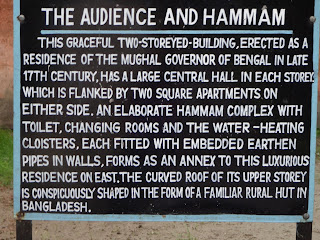 THE AUDIENCE AND HAMMAM
THIS GRACEFUL TWO-STOREYED-BUILDING, ERECTED AS A
RESIDENCE OF THE MUGHAL GOVERNOR OF BENGAL IN LATE
17TH CENTURY, HAS A LARGE CENTRAL HALL IN EACH STOREY
WHICH IS FLANKED BY TWO SQUARE APARTMENTS ON
EITHER SIDE. AN ELABORATE HAMMAM COMPLEX WITH
TOILET, CHANGING ROOMS AND THE WATER-HEATING
CLOISTERS, EACH FITTED WITH EMBEDDED EARTHEN
PIPES IN WALLS, FORMS AS AN ANNEX TO THIS LUXURIOUS
RESIDENCE ON EAST. THE CURVED ROOF OF ITS UPPER STOREY
IS CONSPICUOUSLY SHAPED IN THE FORM OF A FAMILIAR RURAL HUT IN
BANGLADESH.